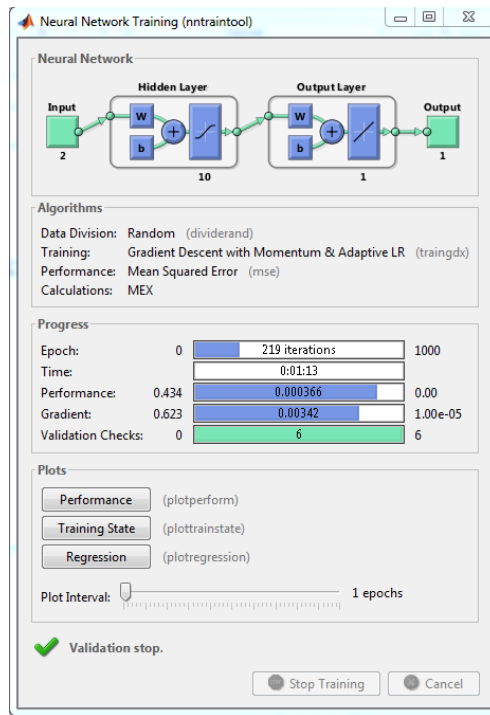 Neural Network Training (nntraintool)
Neural Network
Hidden Layer Output Layer
Input Output
W W
+ +
b b
2 10 1 1
Algorithms
Data Division: Random (dividerand)
Training: Gradient Descent with Momentum & Adaptive LR (traingdx)
Performance: Mean Squared Error (mse)
Calculations: MEX
Progress
Epoch: 0 219 iterations 1000
Time: 0:01:13
Performance: 0.434 0.000366 0.00
Gradient: 0.623 0.00342 1.00e-05
Validation Checks: 0 6 6
Plots
Performance (plotperform)
Training State (plottrainstate)
Regression (plotregression)
Plot Interval: 1 epochs
Validation stop.
Stop Training Cancel